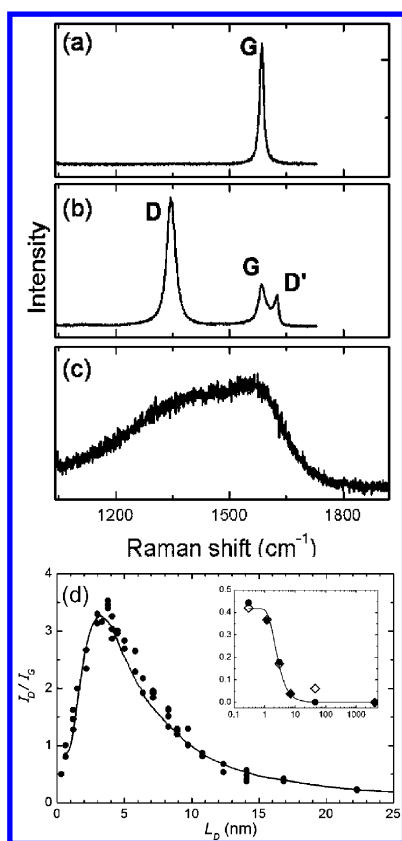 (a)
G
(b)
D
G
D'
Intensity
(c)
1200 1500 1800
Raman shift (cm⁻¹)
(d)
4
3
2
1
0
I_D / I_G
0 5 10 15 20 25
L_D (nm)
0.4
0.3
0.2
0.1
0.0
0.1 1 10 100 1000